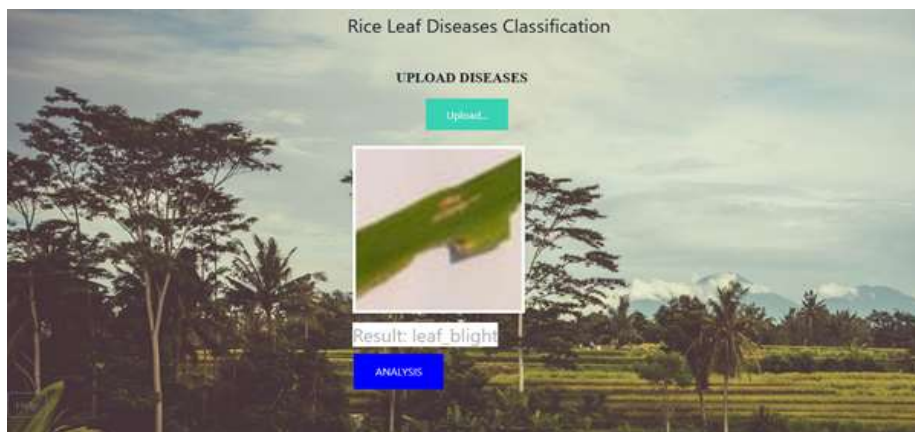 Rice Leaf Diseases Classification
UPLOAD DISEASES
Upload...
Result: leaf_blight
ANALYSIS